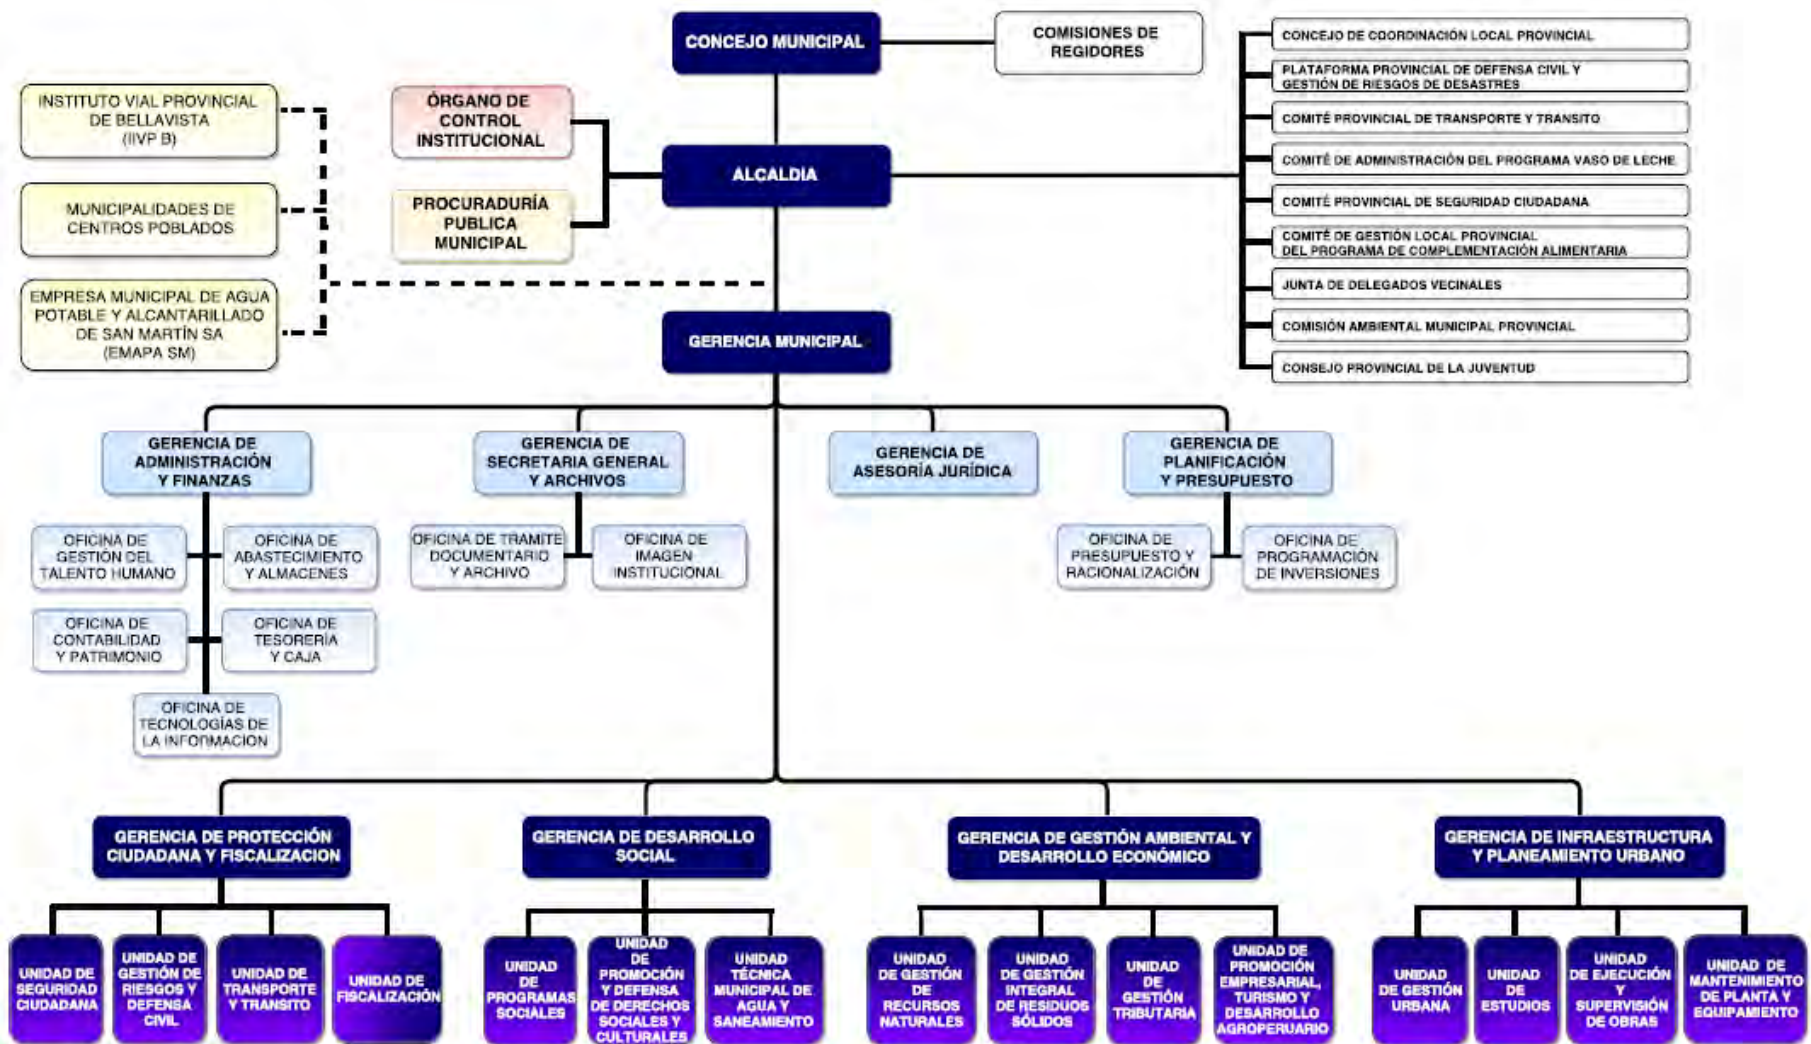 CONCEJO MUNICIPAL
COMISIONES DE
REGIDORES
CONCEJO DE COORDINACIÓN LOCAL PROVINCIAL
PLATAFORMA PROVINCIAL DE DEFENSA CIVIL Y
GESTIÓN DE RIESGOS DE DESASTRES
COMITÉ PROVINCIAL DE TRANSPORTE Y TRANSITO
COMITÉ DE ADMINISTRACIÓN DEL PROGRAMA VASO DE LECHE
COMITÉ PROVINCIAL DE SEGURIDAD CIUDADANA
COMITÉ DE GESTIÓN LOCAL PROVINCIAL
DEL PROGRAMA DE COMPLEMENTACIÓN ALIMENTARIA
JUNTA DE DELEGADOS VECINALES
COMISIÓN AMBIENTAL MUNICIPAL PROVINCIAL
CONSEJO PROVINCIAL DE LA JUVENTUD
INSTITUTO VIAL PROVINCIAL
DE BELLAVISTA
(IIVP B)
MUNICIPALIDADES DE
CENTROS POBLADOS
EMPRESA MUNICIPAL DE AGUA
POTABLE Y ALCANTARILLADO
DE SAN MARTÍN SA
(EMAPA SM)
ÓRGANO DE
CONTROL
INSTITUCIONAL
PROCURADURÍA
PUBLICA
MUNICIPAL
ALCALDIA
GERENCIA MUNICIPAL
GERENCIA DE
ADMINISTRACIÓN
Y FINANZAS
GERENCIA DE
SECRETARIA GENERAL
Y ARCHIVOS
GERENCIA DE
ASESORÍA JURÍDICA
GERENCIA DE
PLANIFICACIÓN
Y PRESUPUESTO
OFICINA DE
GESTIÓN DEL
TALENTO HUMANO
OFICINA DE
ABASTECIMIENTO
Y ALMACENES
OFICINA DE TRAMITE
DOCUMENTARIO
Y ARCHIVO
OFICINA DE
IMAGEN
INSTITUCIONAL
OFICINA DE
PRESUPUESTO Y
RACIONALIZACIÓN
OFICINA DE
PROGRAMACIÓN
DE INVERSIONES
OFICINA DE
CONTABILIDAD
Y PATRIMONIO
OFICINA DE
TESORERÍA
Y CAJA
OFICINA DE
TECNOLOGÍAS DE
LA INFORMACION
GERENCIA DE PROTECCIÓN
CIUDADANA Y FISCALIZACION
GERENCIA DE DESARROLLO
SOCIAL
GERENCIA DE GESTIÓN AMBIENTAL Y
DESARROLLO ECONÓMICO
GERENCIA DE INFRAESTRUCTURA
Y PLANEAMIENTO URBANO
UNIDAD DE
SEGURIDAD
CIUDADANA
UNIDAD DE
GESTIÓN DE
RIESGOS Y
DEFENSA
CIVIL
UNIDAD DE
TRANSPORTE
Y TRANSITO
UNIDAD DE
FISCALIZACIÓN
UNIDAD
DE
PROGRAMAS
SOCIALES
UNIDAD
DE
PROMOCIÓN
Y DEFENSA
DE DERECHOS
SOCIALES Y
CULTURALES
UNIDAD
TÉCNICA
MUNICIPAL DE
AGUA Y
SANEAMIENTO
UNIDAD
DE GESTIÓN
DE
RECURSOS
NATURALES
UNIDAD
DE GESTIÓN
INTEGRAL
DE RESIDUOS
SÓLIDOS
UNIDAD
DE
GESTIÓN
TRIBUTARIA
UNIDAD DE
PROMOCIÓN
EMPRESARIAL,
TURISMO Y
DESARROLLO
AGROPERUARIO
UNIDAD
DE GESTIÓN
URBANA
UNIDAD
DE
ESTUDIOS
UNIDAD
DE EJECUCIÓN
Y
SUPERVISIÓN
DE OBRAS
UNIDAD DE
MANTENIMIENTO
DE PLANTA Y
EQUIPAMIENTO